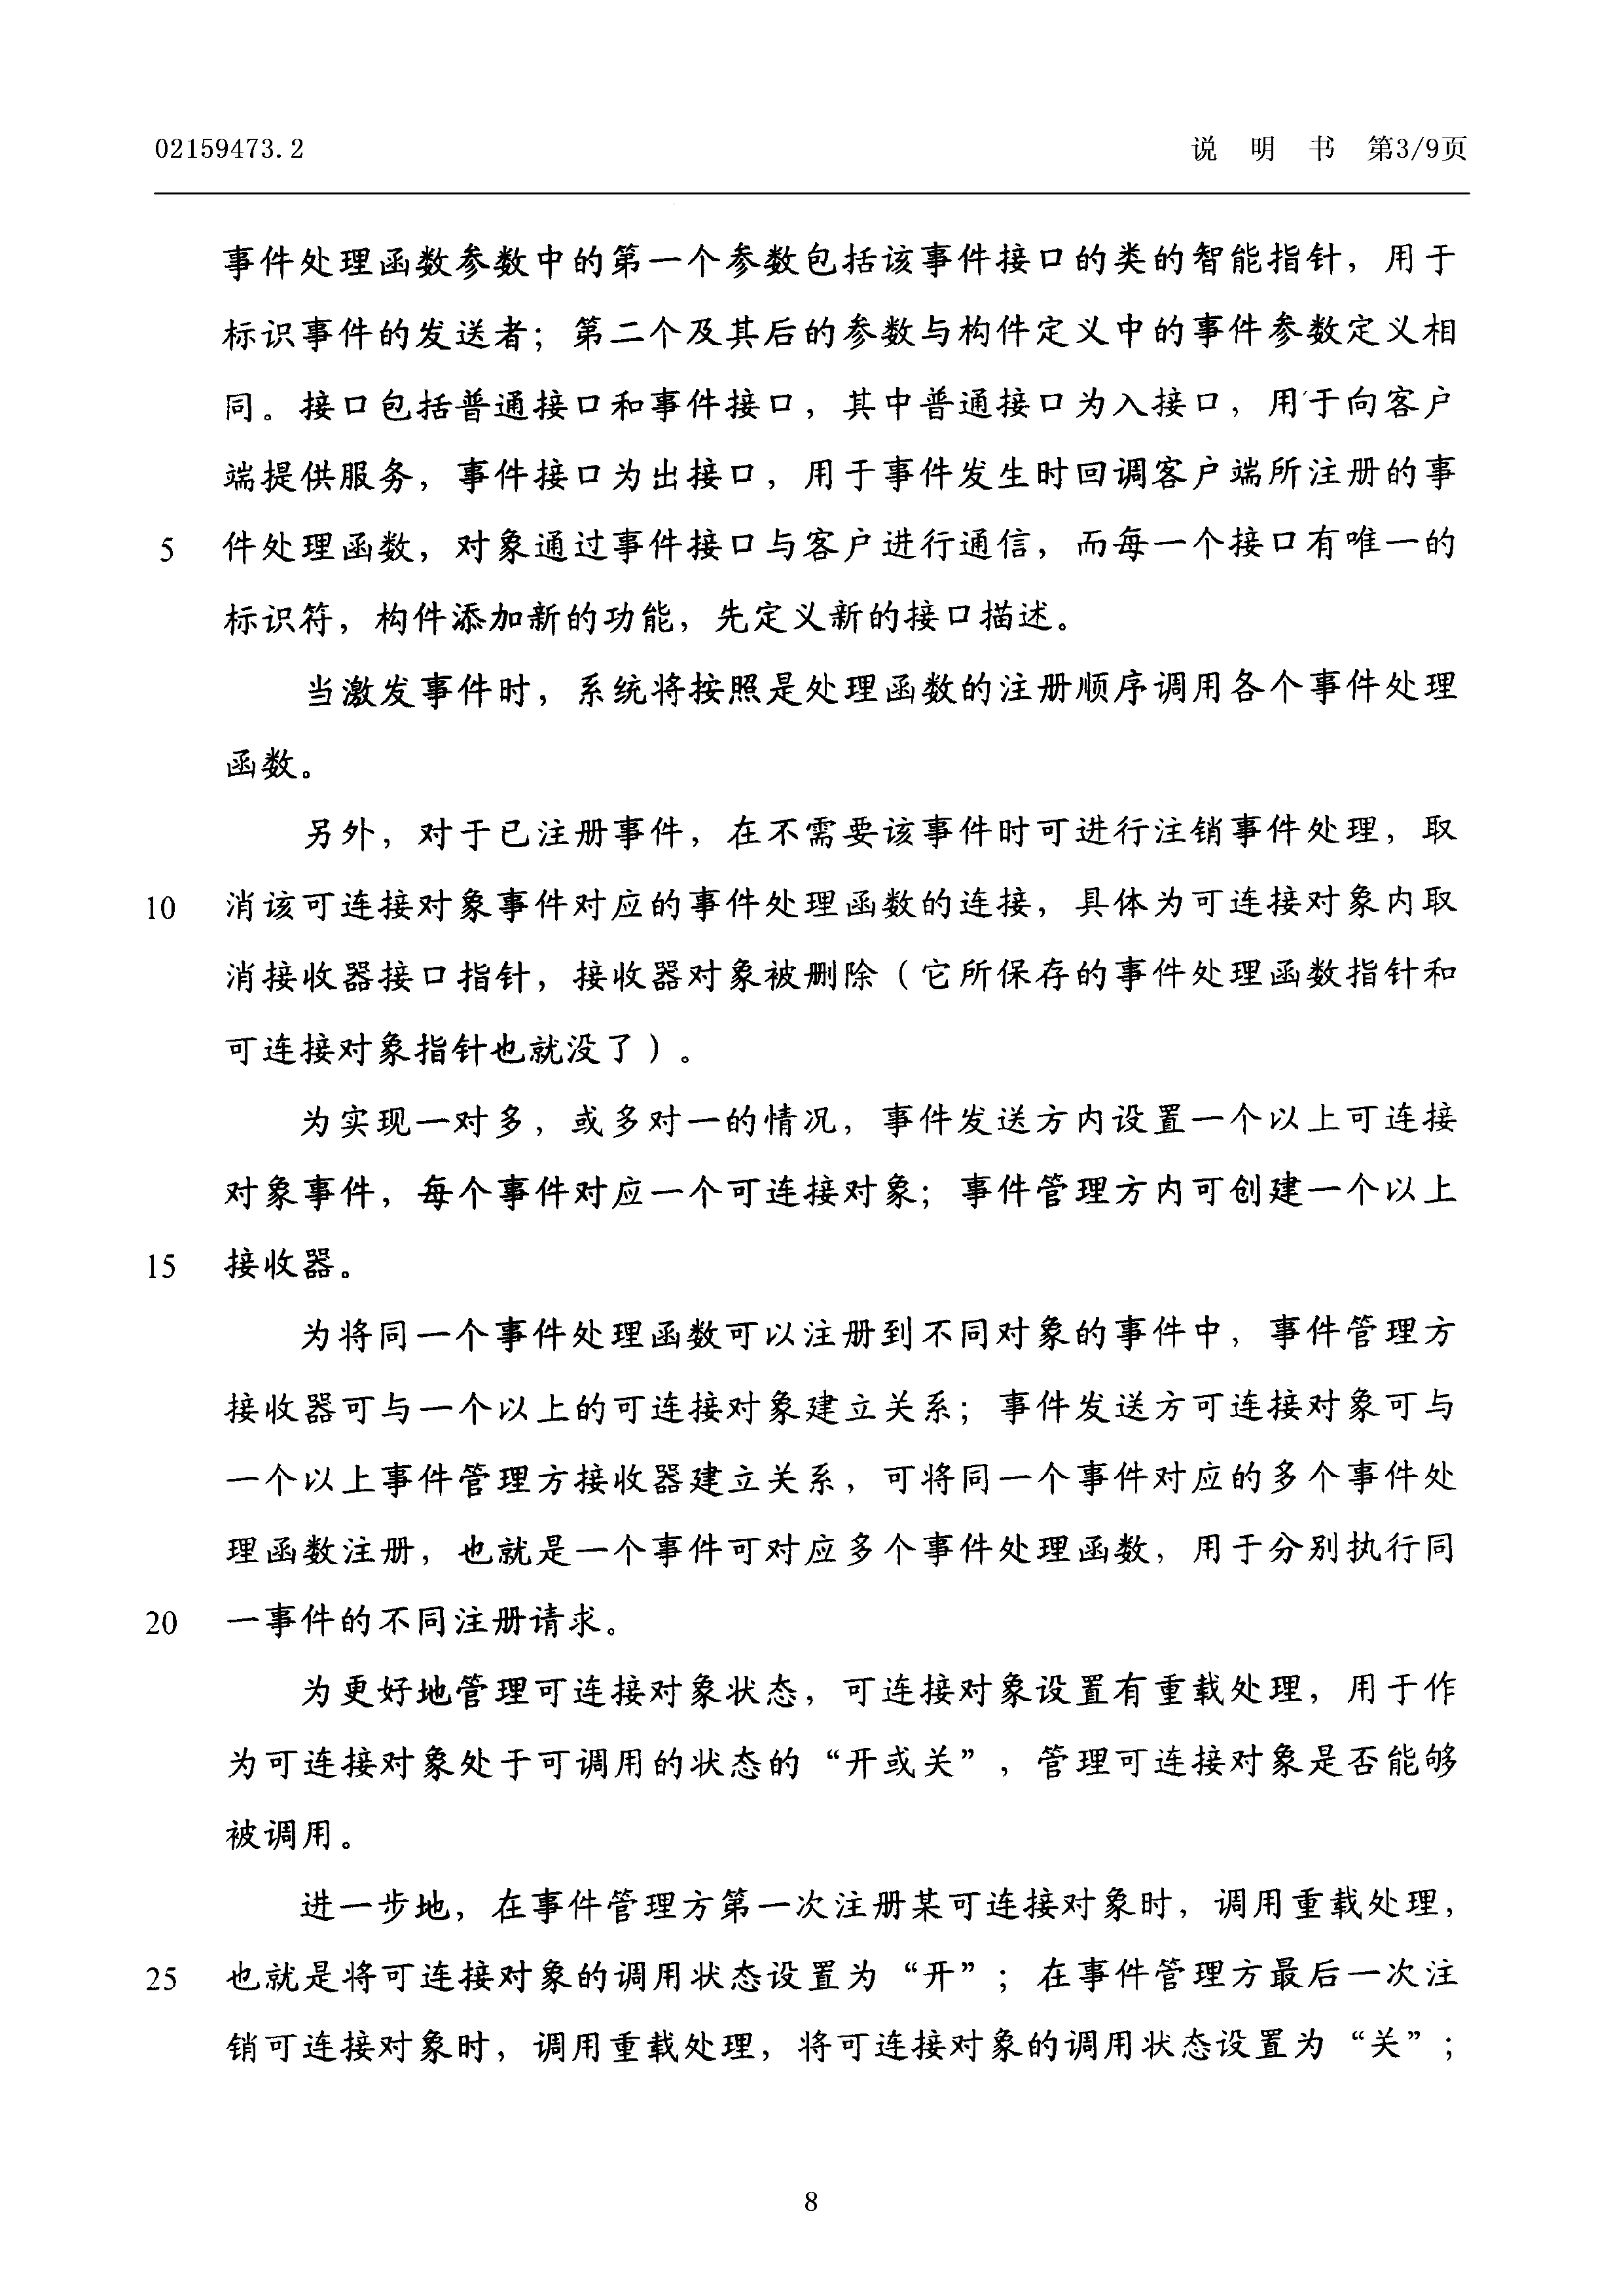 02159473.2 说 明 书 第3/9页
事件处理函数参数中的第一个参数包括该事件接口的类的智能指针，用于
标识事件的发送者；第二个及其后的参数与构件定义中的事件参数定义相
同。接口包括普通接口和事件接口，其中普通接口为入接口，用于向客户
端提供服务，事件接口为出接口，用于事件发生时回调客户端所注册的事
5 件处理函数，对象通过事件接口与客户进行通信，而每一个接口有唯一的
标识符，构件添加新的功能，先定义新的接口描述。
当激发事件时，系统将按照是处理函数的注册顺序调用各个事件处理
函数。
另外，对于已注册事件，在不需要该事件时可进行注销事件处理，取
10 消该可连接对象事件对应的事件处理函数的连接，具体为可连接对象内取
消接收器接口指针，接收器对象被删除（它所保存的事件处理函数指针和
可连接对象指针也就没了）。
为实现一对多，或多对一的情况，事件发送方内设置一个以上可连接
对象事件，每个事件对应一个可连接对象；事件管理方内可创建一个以上
15 接收器。
为将同一个事件处理函数可以注册到不同对象的事件中，事件管理方
接收器可与一个以上的可连接对象建立关系；事件发送方可连接对象可与
一个以上事件管理方接收器建立关系，可将同一个事件对应的多个事件处
理函数注册，也就是一个事件可对应多个事件处理函数，用于分别执行同
20 一事件的不同注册请求。
为更好地管理可连接对象状态，可连接对象设置有重载处理，用于作
为可连接对象处于可调用的状态的“开或关”，管理可连接对象是否能够
被调用。
进一步地，在事件管理方第一次注册某可连接对象时，调用重载处理，
25 也就是将可连接对象的调用状态设置为“开”；在事件管理方最后一次注
销可连接对象时，调用重载处理，将可连接对象的调用状态设置为“关”；
8